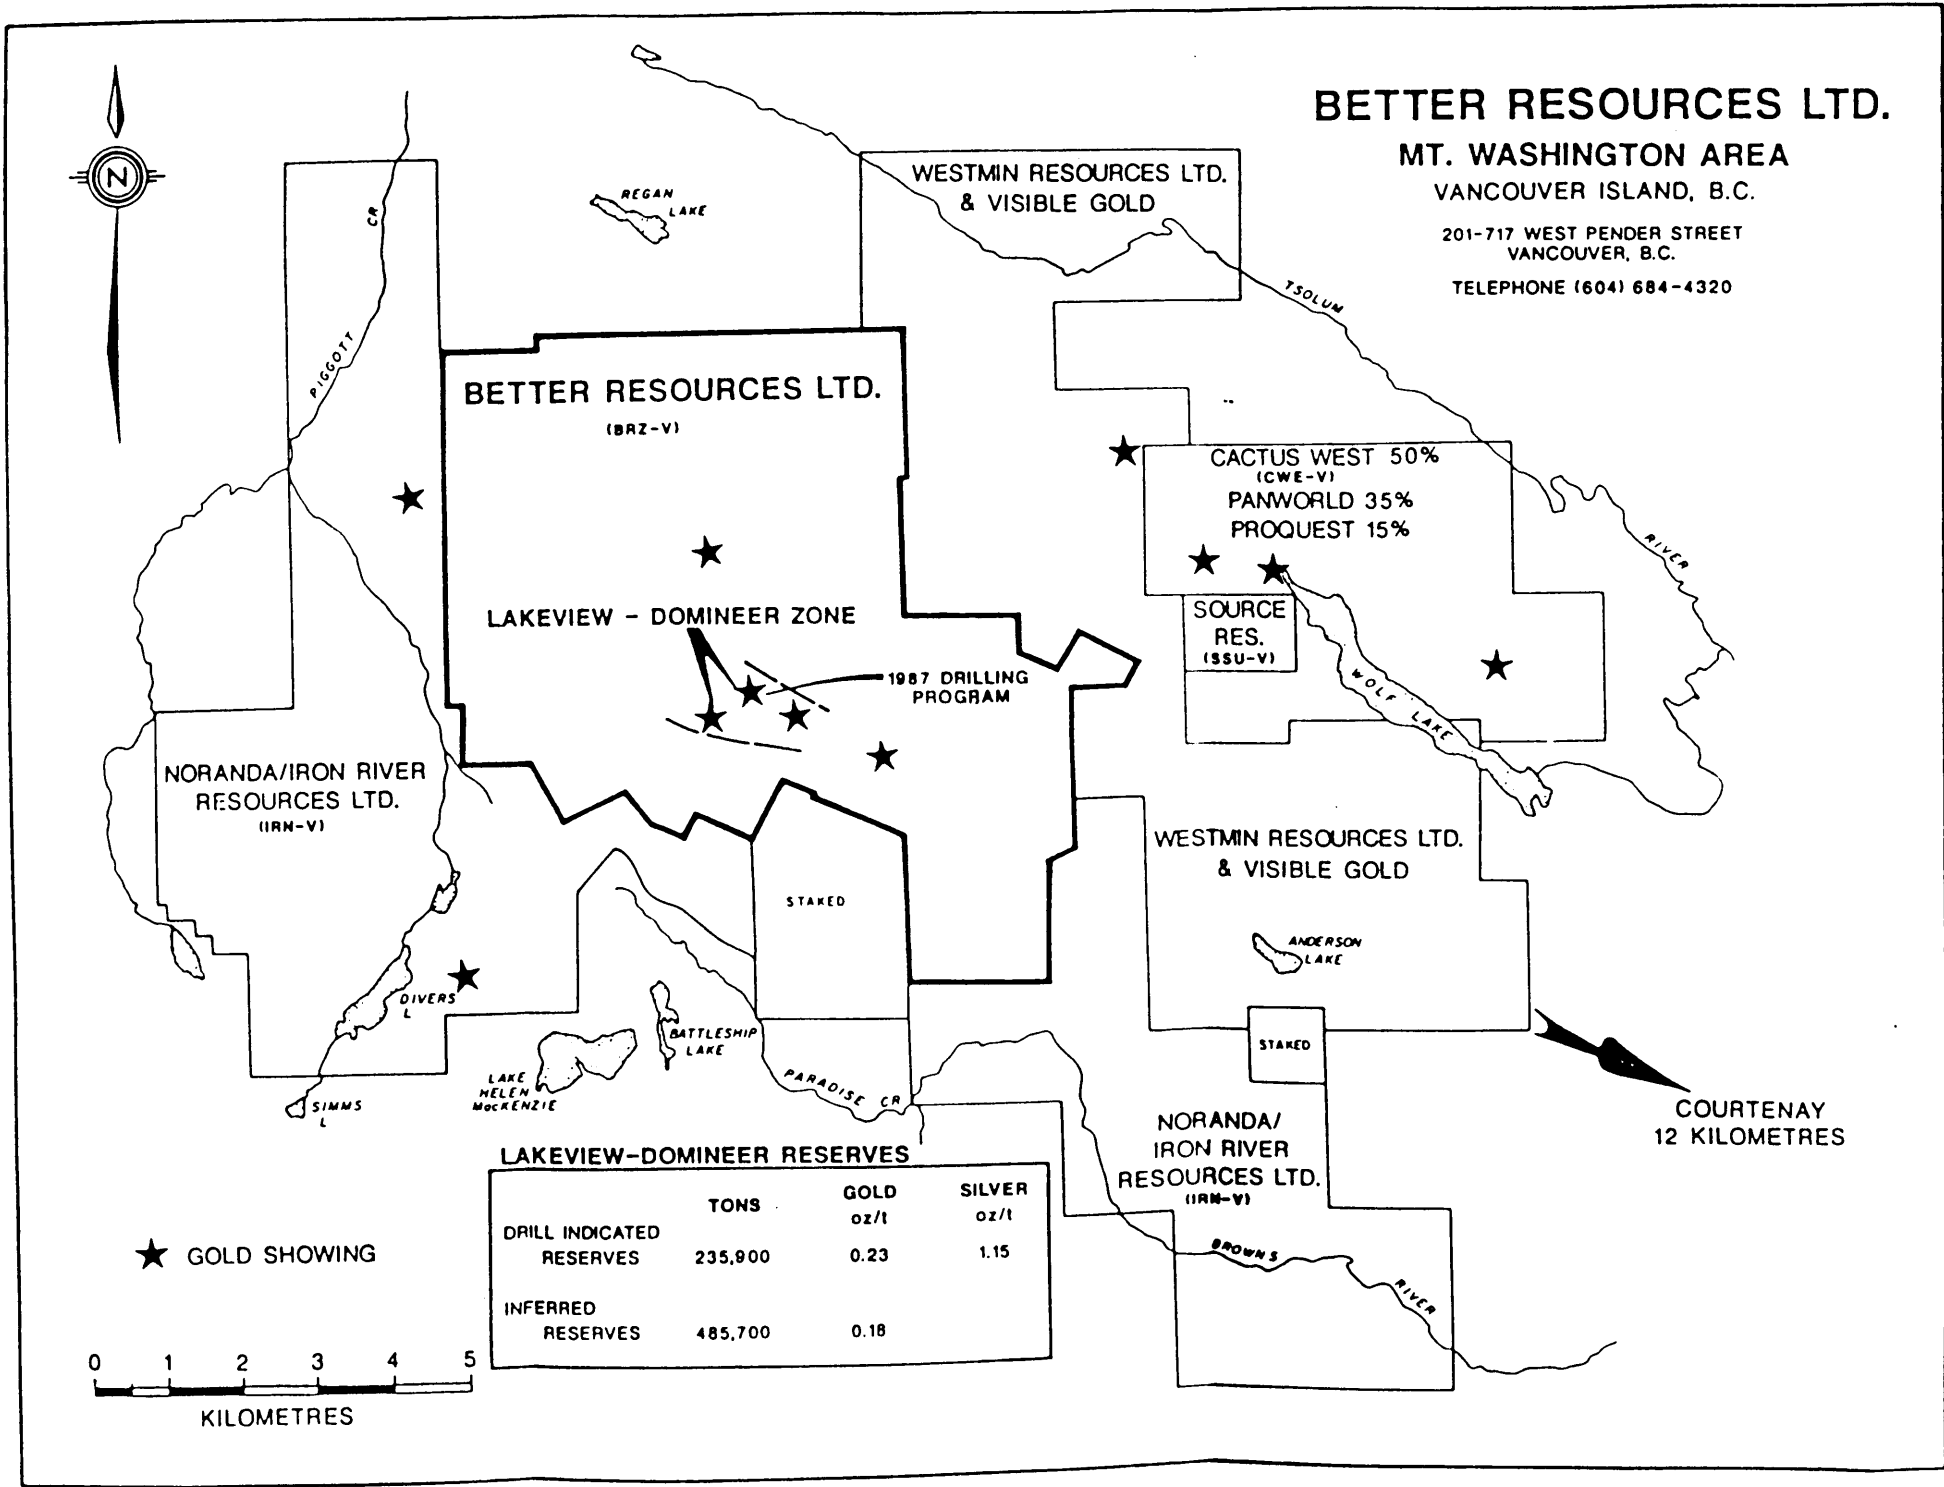 BETTER RESOURCES LTD.
MT. WASHINGTON AREA
VANCOUVER ISLAND, B.C.
201-717 WEST PENDER STREET
VANCOUVER, B.C.
TELEPHONE (604) 684-4320
N
PIGGOTT CR
REGAN
LAKE
WESTMIN RESOURCES LTD.
& VISIBLE GOLD
TSOLUM
RIVER
BETTER RESOURCES LTD.
(BRZ-V)
CACTUS WEST 50%
(CWE-V)
PANWORLD 35%
PROQUEST 15%
LAKEVIEW - DOMINEER ZONE
SOURCE
RES.
(SSU-V)
1987 DRILLING
PROGRAM
WOLF LAKE
NORANDA/IRON RIVER
RESOURCES LTD.
(IRN-V)
WESTMIN RESOURCES LTD.
& VISIBLE GOLD
STAKED
ANDERSON
LAKE
DIVERS
L
BATTLESHIP
LAKE
STAKED
LAKE
HELEN
MacKENZIE
SIMMS
L
PARADISE CR
COURTENAY
12 KILOMETRES
NORANDA/
IRON RIVER
RESOURCES LTD.
(IRN-V)
BROWNS
RIVER
LAKEVIEW-DOMINEER RESERVES
TONS GOLD SILVER
oz/t oz/t
DRILL INDICATED
RESERVES 235,900 0.23 1.15
INFERRED
RESERVES 485,700 0.18
GOLD SHOWING
0 1 2 3 4 5
KILOMETRES